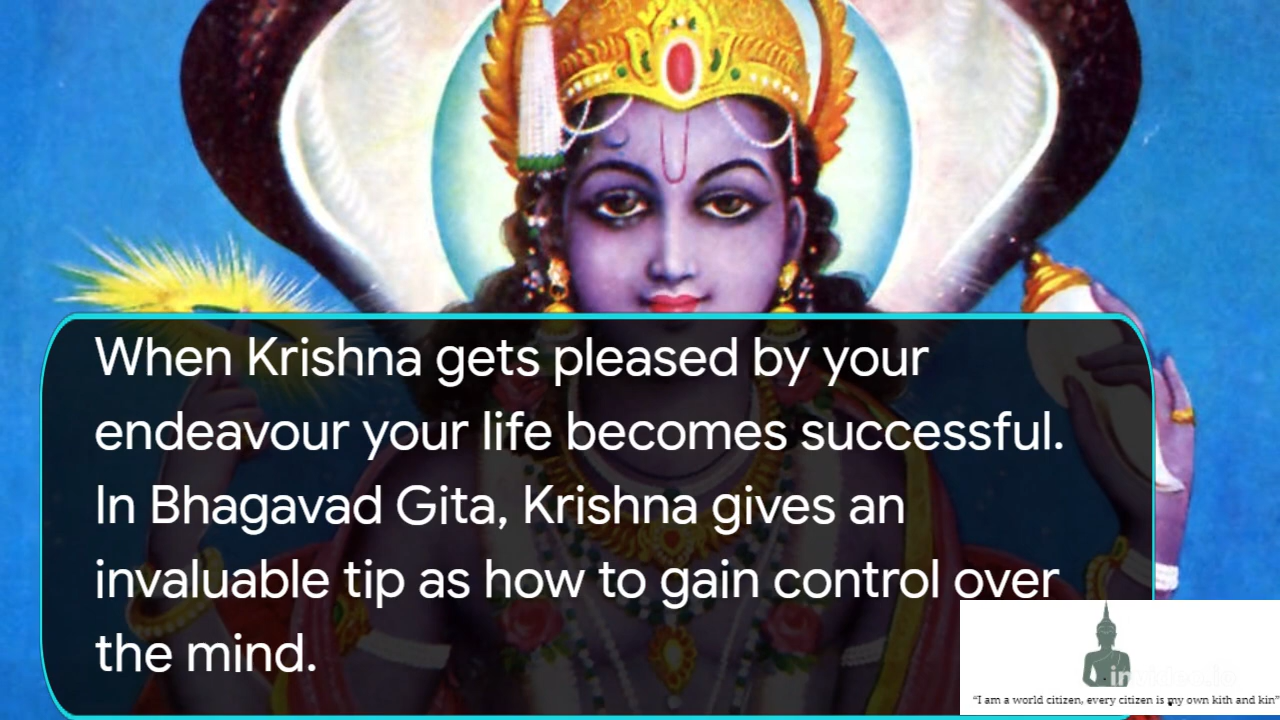 When Krishna gets pleased by your
endeavour your life becomes successful.
In Bhagavad Gita, Krishna gives an
invaluable tip as how to gain control over
the mind.
invideo.io
"I am a world citizen, every citizen is my own kith and kin"